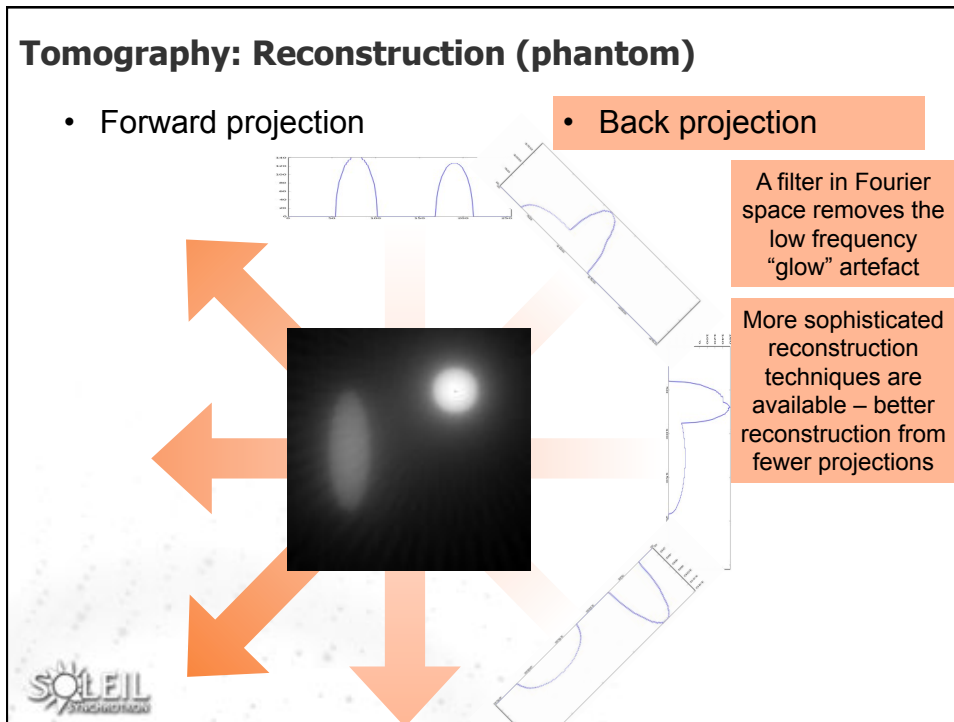 Tomography: Reconstruction (phantom)
• Forward projection
• Back projection
A filter in Fourier
space removes the
low frequency
“glow” artefact
More sophisticated
reconstruction
techniques are
available – better
reconstruction from
fewer projections
SOLEIL
SYNCHROTRON